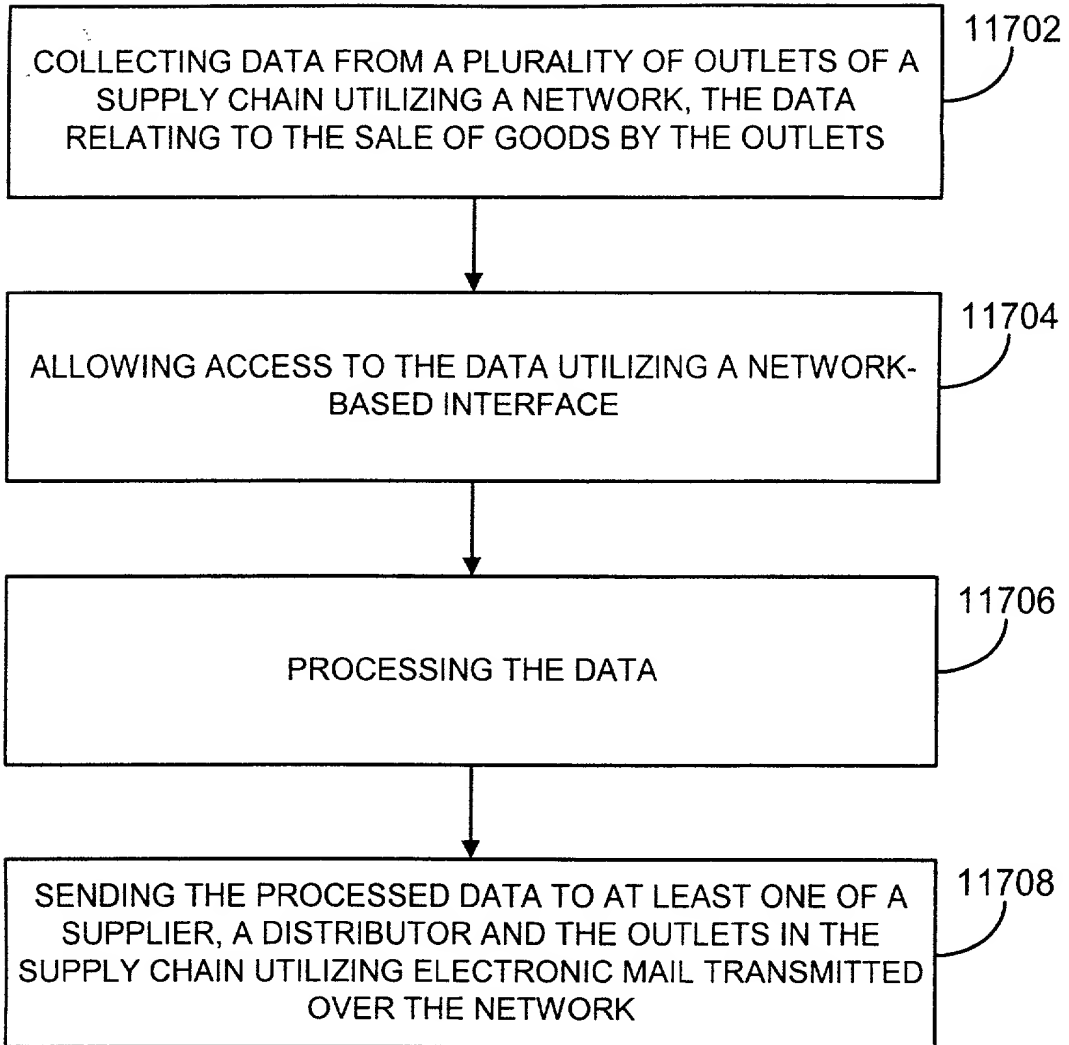 11702
COLLECTING DATA FROM A PLURALITY OF OUTLETS OF A
SUPPLY CHAIN UTILIZING A NETWORK, THE DATA
RELATING TO THE SALE OF GOODS BY THE OUTLETS
11704
ALLOWING ACCESS TO THE DATA UTILIZING A NETWORK-
BASED INTERFACE
11706
PROCESSING THE DATA
11708
SENDING THE PROCESSED DATA TO AT LEAST ONE OF A
SUPPLIER, A DISTRIBUTOR AND THE OUTLETS IN THE
SUPPLY CHAIN UTILIZING ELECTRONIC MAIL TRANSMITTED
OVER THE NETWORK